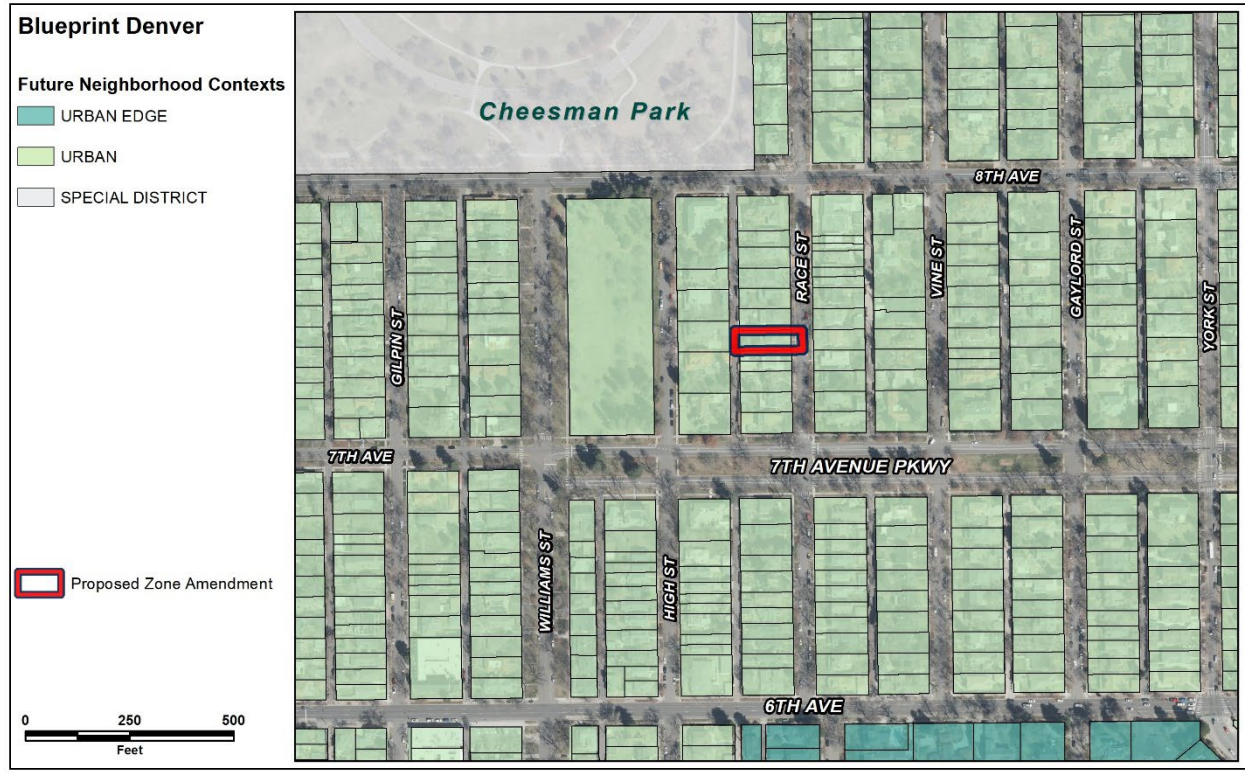 Blueprint Denver
Future Neighborhood Contexts
URBAN EDGE
URBAN
SPECIAL DISTRICT
Proposed Zone Amendment
0 250 500
Feet
Cheesman Park
8TH AVE
RACE ST
VINE ST
GAYLORD ST
YORK ST
GILPIN ST
7TH AVE
7TH AVENUE PKWY
WILLIAMS ST
HIGH ST
6TH AVE